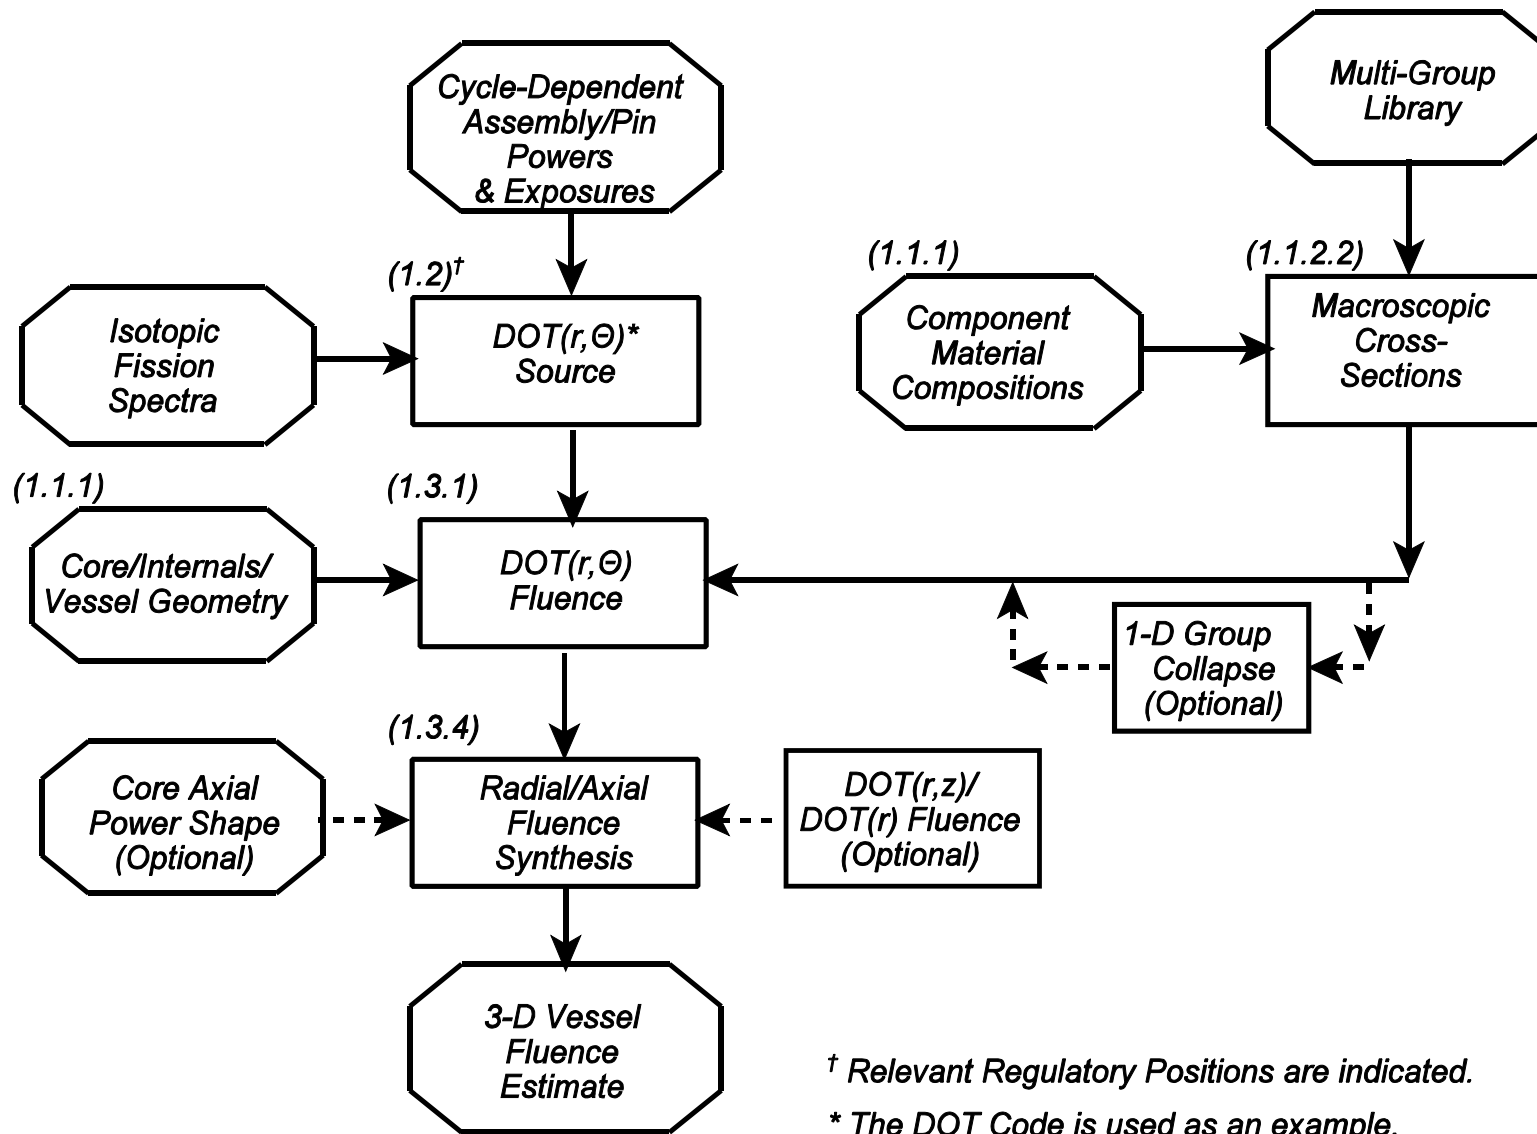 Cycle-Dependent
Assembly/Pin
Powers
& Exposures
Multi-Group
Library
(1.2)†
(1.1.1)
(1.1.2.2)
Isotopic
Fission
Spectra
DOT(r,Θ)*
Source
Component
Material
Compositions
Macroscopic
Cross-
Sections
(1.1.1)
(1.3.1)
Core/Internals/
Vessel Geometry
DOT(r,Θ)
Fluence
1-D Group
Collapse
(Optional)
(1.3.4)
Core Axial
Power Shape
(Optional)
Radial/Axial
Fluence
Synthesis
DOT(r,z)/
DOT(r) Fluence
(Optional)
3-D Vessel
Fluence
Estimate
† Relevant Regulatory Positions are indicated.
* The DOT Code is used as an example.